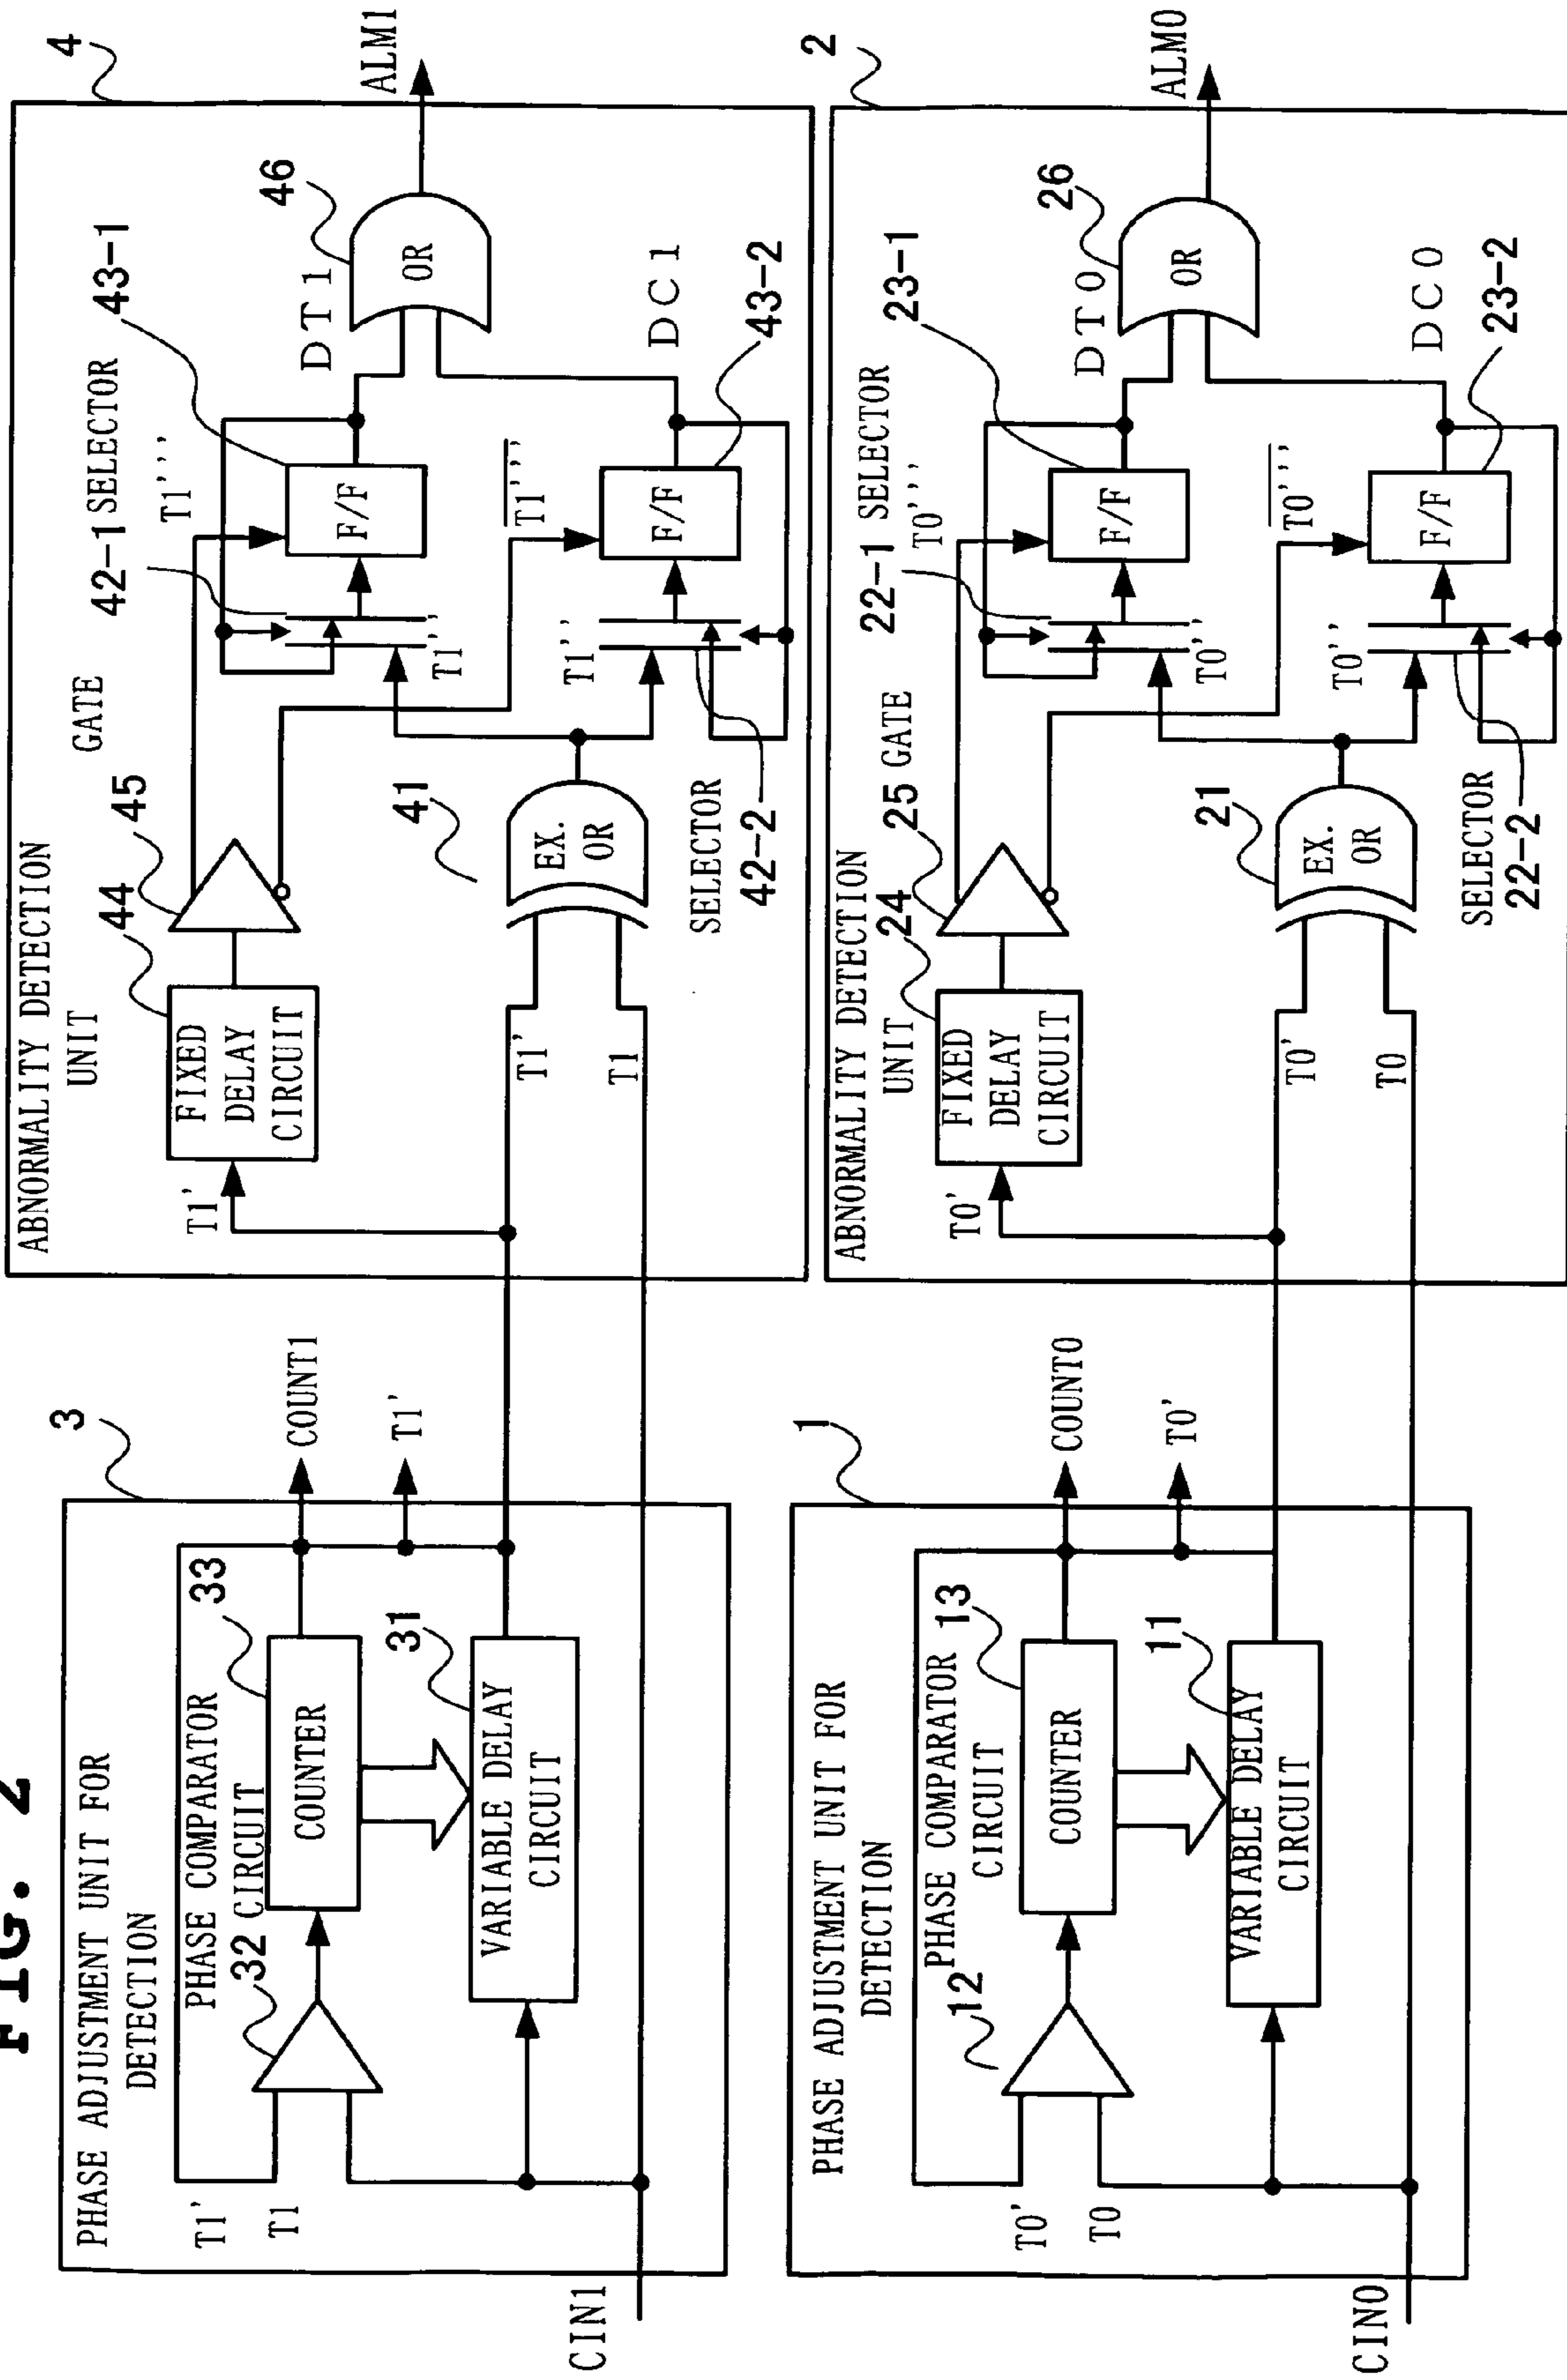 FIG. 2
PHASE ADJUSTMENT UNIT FOR
DETECTION
3
T1'
T1
32
PHASE COMPARATOR
CIRCUIT
33
COUNTER
31
VARIABLE DELAY
CIRCUIT
COUNT1
T1'
CIN1
ABNORMALITY DETECTION
UNIT
4
T1'
FIXED
DELAY
CIRCUIT
44
45
GATE
T1'
T1
41
EX.
OR
42-1 SELECTOR
T1'''
T1''
T1''
T1'''
SELECTOR
42-2
43-1
F/F
F/F
43-2
DT1
DC1
46
OR
ALM1
PHASE ADJUSTMENT UNIT FOR
DETECTION
1
T0'
T0
12
PHASE COMPARATOR
CIRCUIT
13
COUNTER
11
VARIABLE DELAY
CIRCUIT
COUNT0
T0'
CIN0
ABNORMALITY DETECTION
UNIT
2
T0'
FIXED
DELAY
CIRCUIT
24
25 GATE
T0'
T0
21
EX.
OR
22-1 SELECTOR
T0'''
T0''
T0''
T0'''
SELECTOR
22-2
23-1
F/F
F/F
23-2
DT0
DC0
26
OR
ALM0